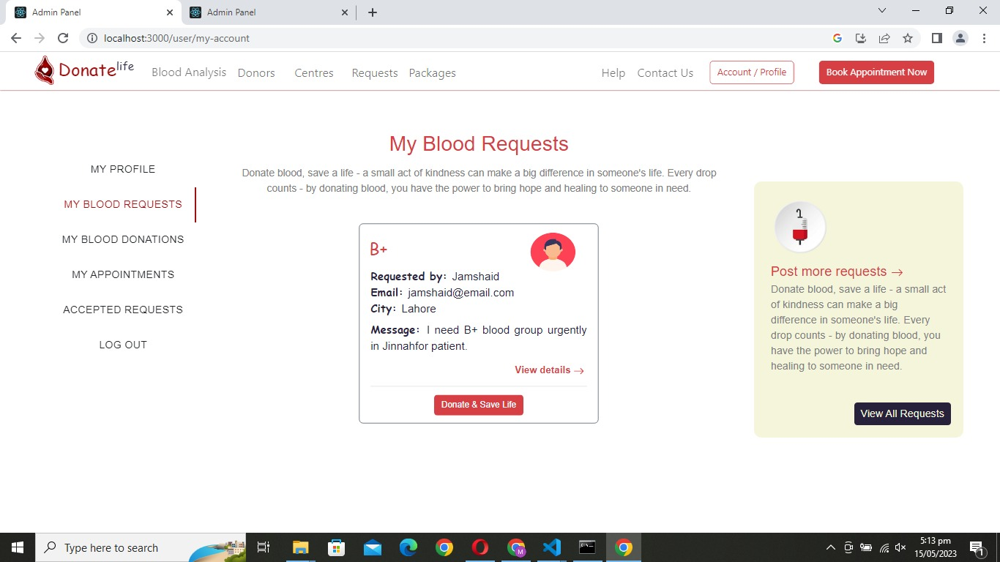 Admin Panel
Admin Panel
localhost:3000/user/my-account
Donatelife
Blood Analysis
Donors
Centres
Requests
Packages
Help
Contact Us
Account / Profile
Book Appointment Now
MY PROFILE
MY BLOOD REQUESTS
MY BLOOD DONATIONS
MY APPOINTMENTS
ACCEPTED REQUESTS
LOG OUT
My Blood Requests
Donate blood, save a life - a small act of kindness can make a big difference in someone's life. Every drop
counts - by donating blood, you have the power to bring hope and healing to someone in need.
B+
Requested by: Jamshaid
Email: jamshaid@email.com
City: Lahore
Message: I need B+ blood group urgently
in Jinnahfor patient.
View details →
Donate & Save Life
Post more requests →
Donate blood, save a life - a small act
of kindness can make a big
difference in someone's life. Every
drop counts - by donating blood, you
have the power to bring hope and
healing to someone in need.
View All Requests
Type here to search
M
5:13 pm
15/05/2023
1